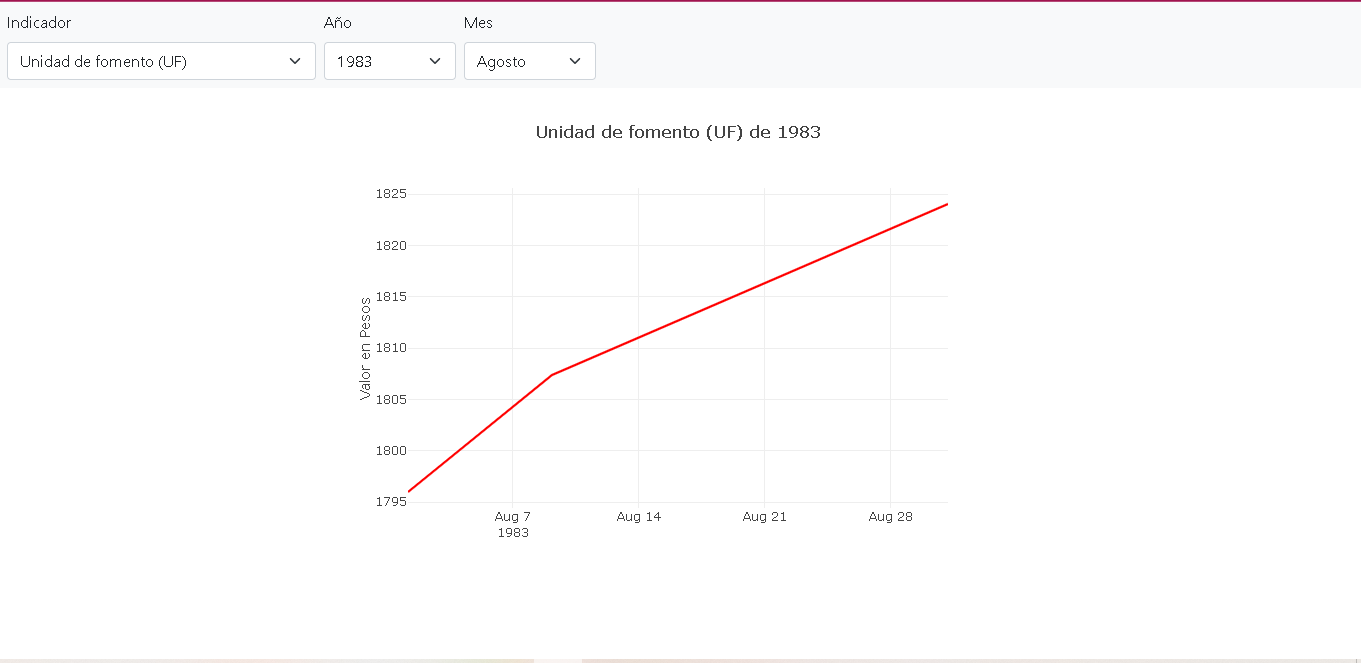 Indicador
Año
Mes
Unidad de fomento (UF)
1983
Agosto
Unidad de fomento (UF) de 1983
Valor en Pesos
1825
1820
1815
1810
1805
1800
1795
Aug 7
1983
Aug 14
Aug 21
Aug 28